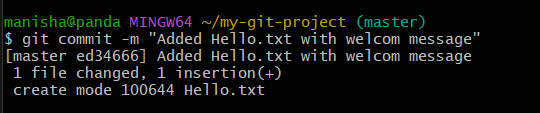 manisha@panda MINGW64 ~/my-git-project (master)
$ git commit -m "Added Hello.txt with welcom message"
[master ed34666] Added Hello.txt with welcom message
 1 file changed, 1 insertion(+)
 create mode 100644 Hello.txt